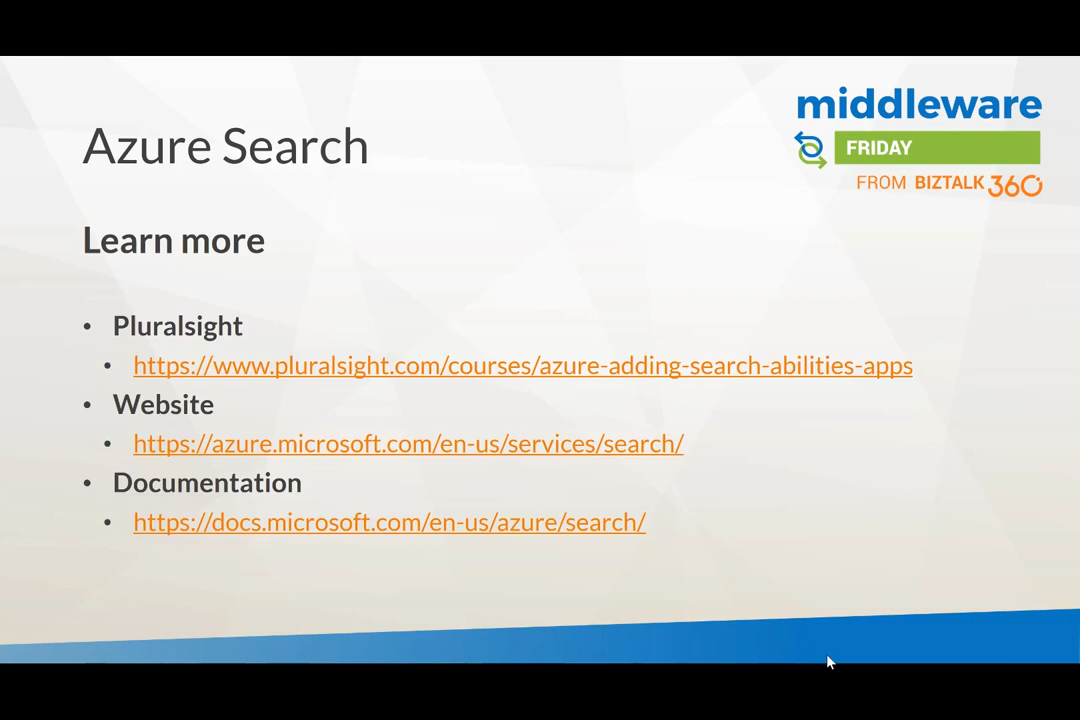 middleware
FRIDAY
FROM BIZTALK 360
Azure Search
Learn more
• Pluralsight
• https://www.pluralsight.com/courses/azure-adding-search-abilities-apps
• Website
• https://azure.microsoft.com/en-us/services/search/
• Documentation
• https://docs.microsoft.com/en-us/azure/search/